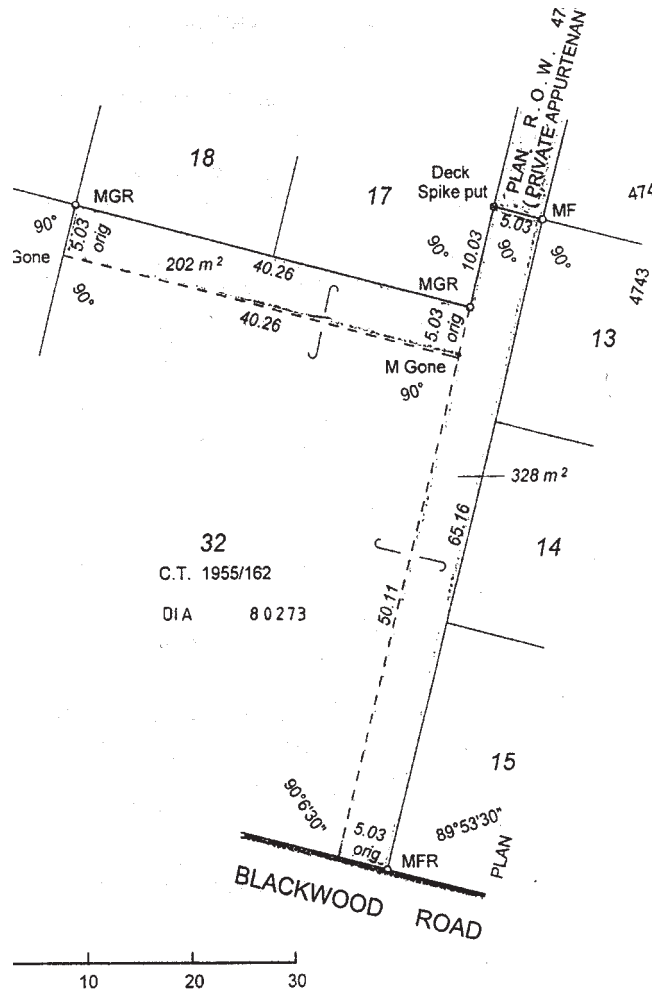 47
PLAN R. O. W.
( PRIVATE APPURTENAN
18
17
Deck
Spike put
MGR
MF
474
5.03
90°
90°
90°
5.03
orig
90°
Gone
10.03
202 m²
40.26
MGR
4743
90°
40.26
5.03
orig
13
M Gone
90°
328 m²
65.16
32
14
C.T. 1955/162
DIA 80273
50.11
15
90°6'30"
5.03
orig
89°53'30"
MFR
PLAN
BLACKWOOD ROAD
10 20 30